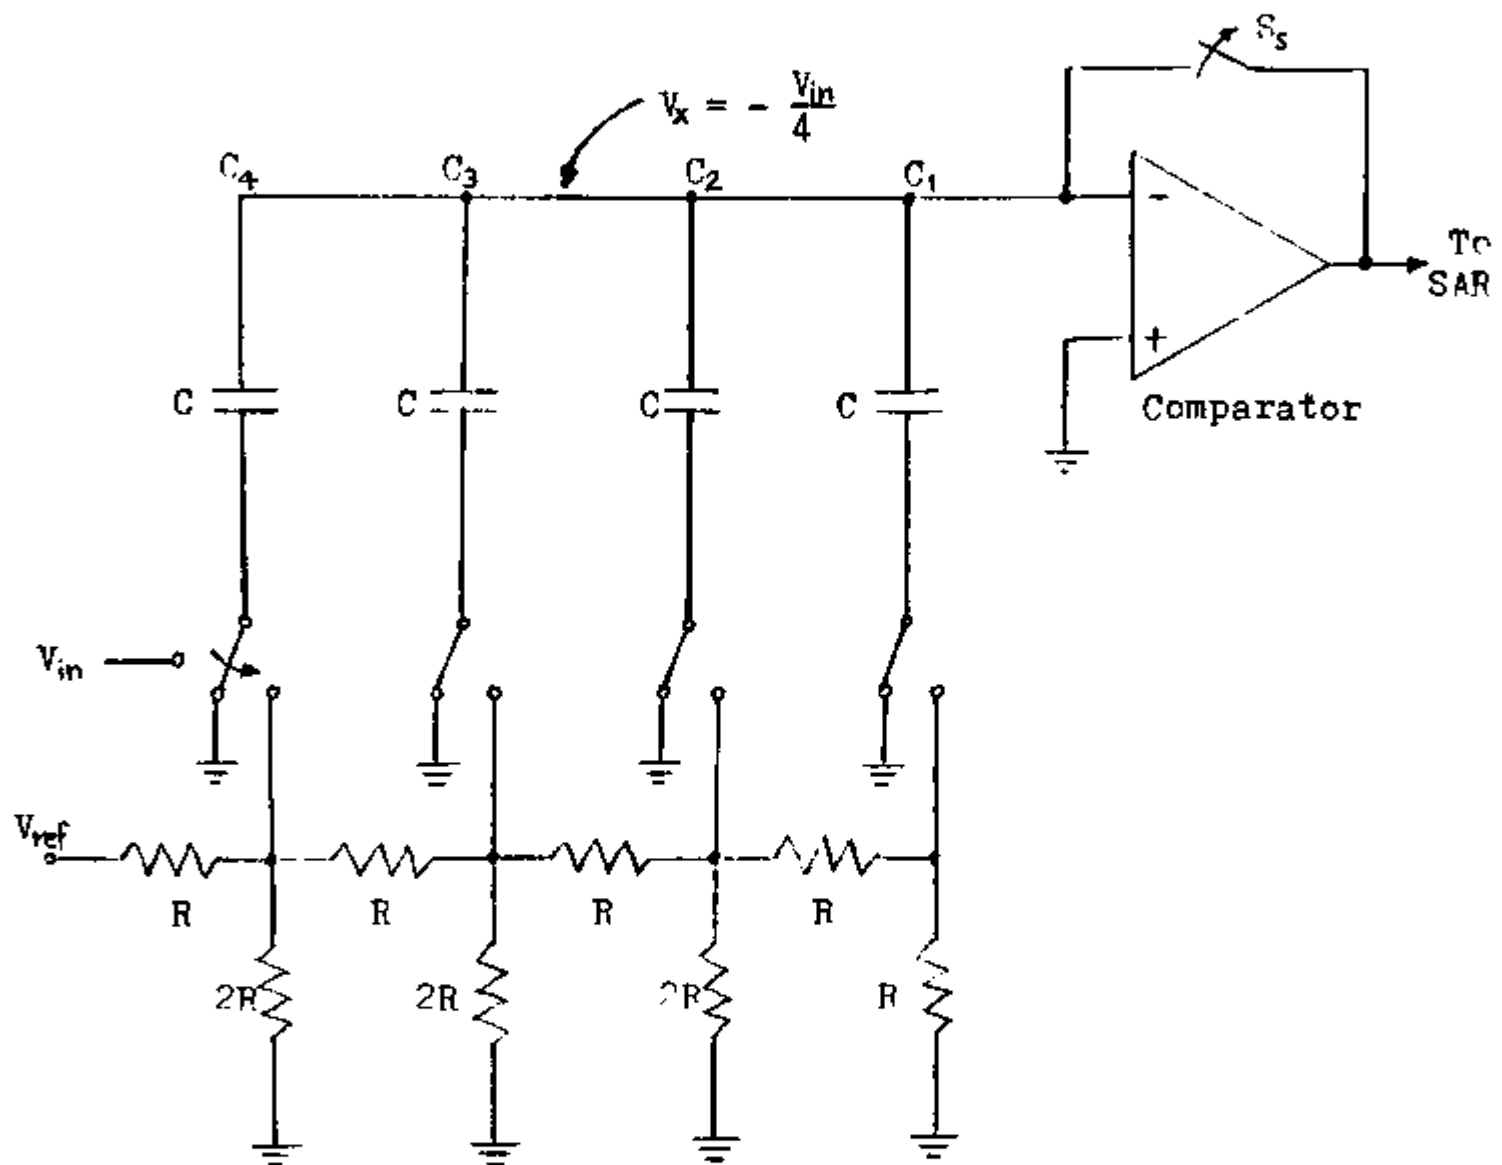 Sₛ
Vₓ = - Vᵢₙ/4
C₄ C₃ C₂ C₁
-
To
SAR
+
C C C C
Comparator
Vᵢₙ
Vref
R R R R
2R 2R 2R R